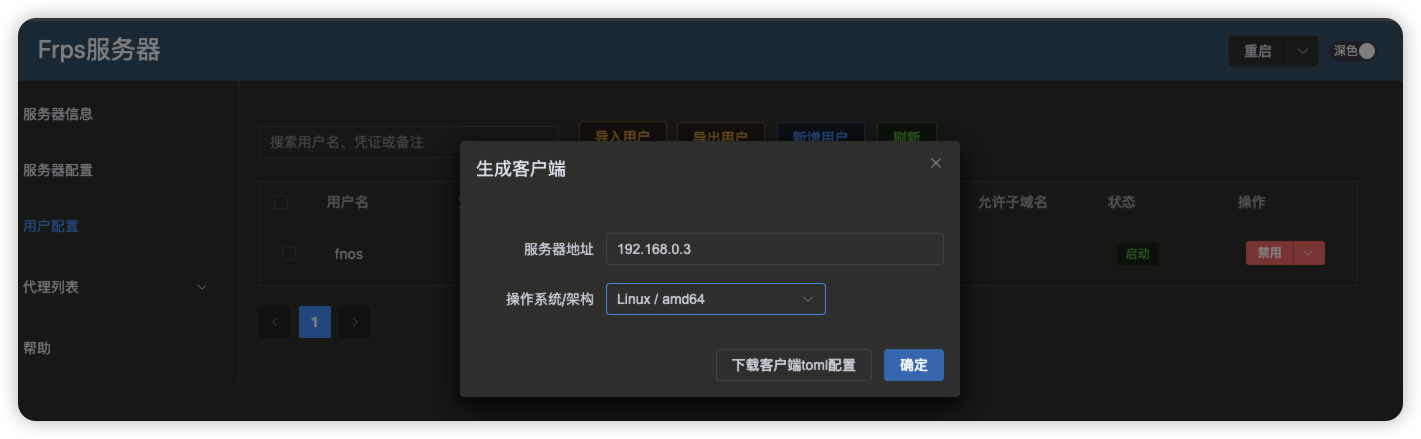 Frps服务器
重启
深色
服务器信息
服务器配置
用户配置
代理列表
帮助
搜索用户名、凭证或备注
导入用户
导出用户
新增用户
刷新
用户名
允许子域名
状态
操作
fnos
启动
禁用
1
生成客户端
服务器地址
192.168.0.3
操作系统/架构
Linux / amd64
下载客户端toml配置
确定